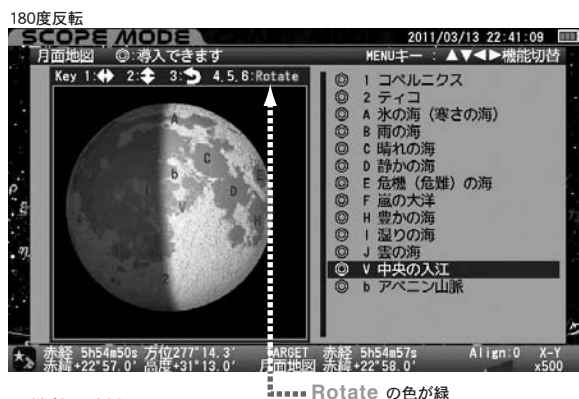 180度反転
SCOPE MODE
2011/03/13 22:41:09
月面地図 ◎:導入できます
MENUキー : ▲▼◀▶機能切替
Key 1: 2: 3: 4.5.6:Rotate
◎ 1 コペルニクス
◎ 2 ティコ
◎ A 氷の海（寒さの海）
◎ B 雨の海
◎ C 晴れの海
◎ D 静かの海
◎ E 危機（危難）の海
◎ F 嵐の大洋
◎ H 豊かの海
◎ I 湿りの海
◎ J 雲の海
◎ V 中央の入江
◎ b アペニン山脈
A
C
b
E
D
V
H
2
赤経 5h54m50s 方位277°14.3' TARGET 赤経 5h54m57s Align:0 X-Y
赤緯+22°57.0' 高度+31°13.0' 月面地図 赤緯+22°58.0' x500
Rotate の色が緑